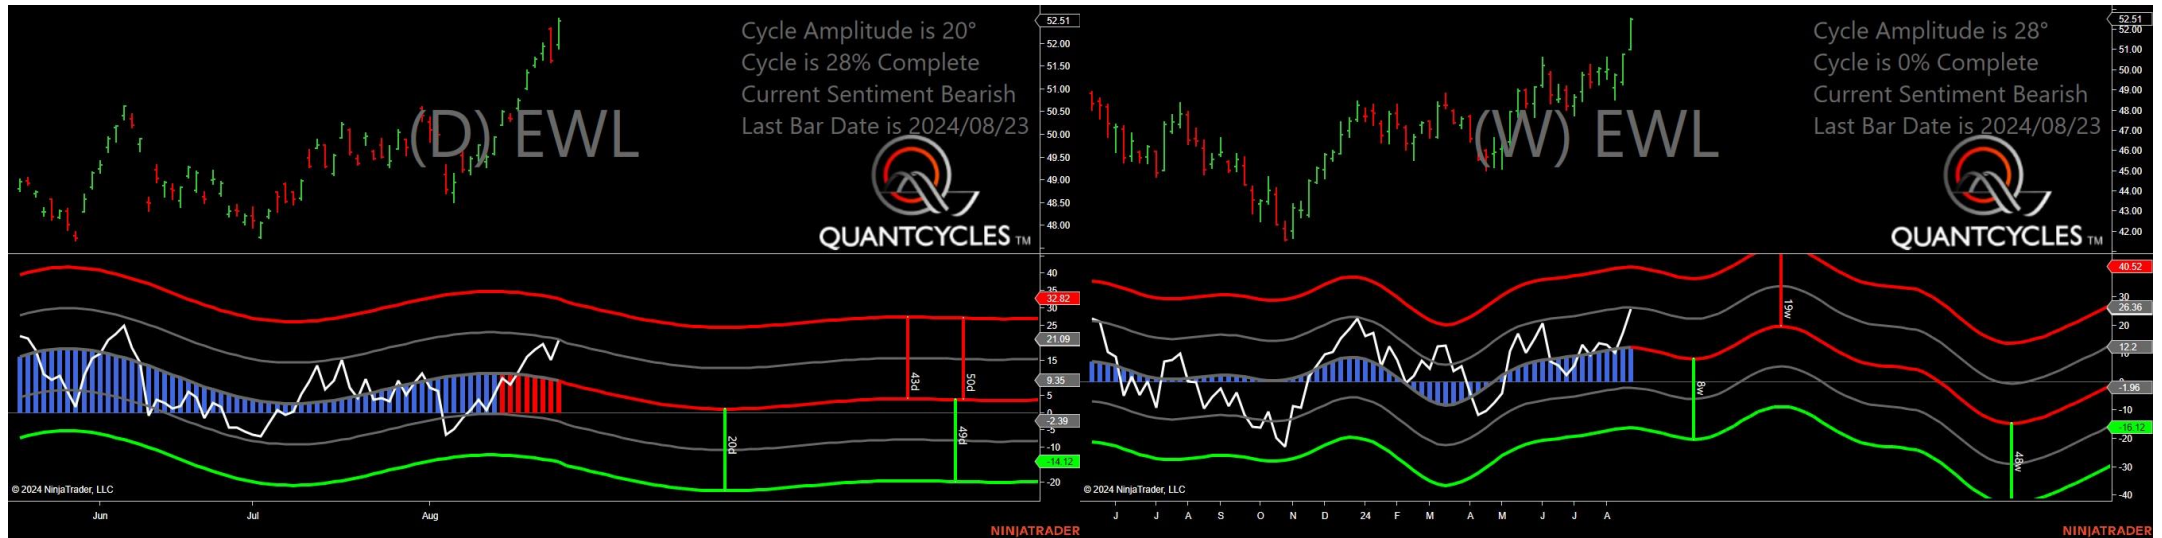 Cycle Amplitude is 20°
Cycle is 28% Complete
Current Sentiment Bearish
Last Bar Date is 2024/08/23
(D) EWL
QUANTCYCLES TM
52.51
52.00
51.50
51.00
50.50
50.00
49.50
49.00
48.50
48.00
40
35
32.82
30
25
21.09
15
9.35
5
0
-2.39
-5
-10
-14.12
-20
43d
50d
20d
49d
© 2024 NinjaTrader, LLC
Jun
Jul
Aug
NINJATRADER
Cycle Amplitude is 28°
Cycle is 0% Complete
Current Sentiment Bearish
Last Bar Date is 2024/08/23
(W) EWL
QUANTCYCLES TM
52.51
52.00
51.00
50.00
49.00
48.00
47.00
46.00
45.00
44.00
43.00
42.00
40.52
30
26.36
20
12.2
10
0
-1.96
-10
-16.12
-20
-30
-40
19w
8w
48w
© 2024 NinjaTrader, LLC
J J A S O N D 24 F M A M J J A
NINJATRADER